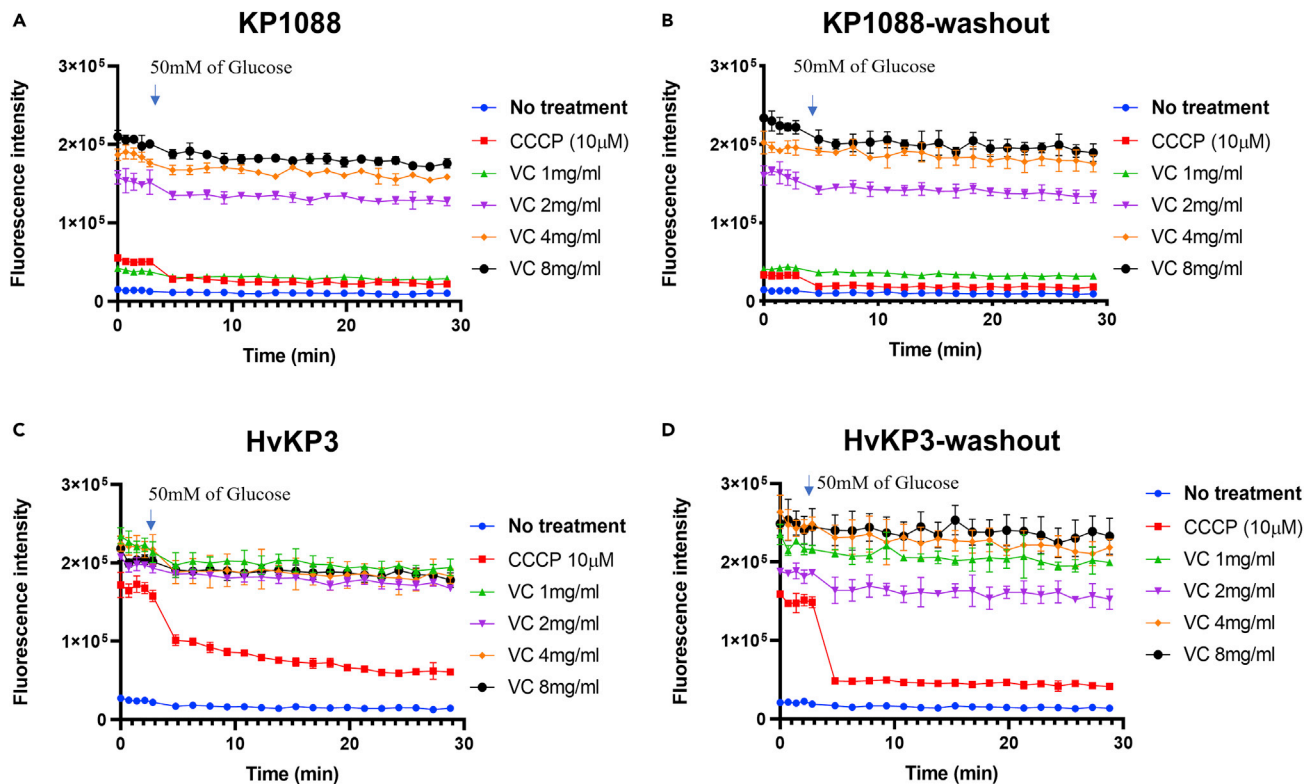 A
KP1088
Fluorescence intensity
3×10⁵
2×10⁵
1×10⁵
0
50mM of Glucose
0
10
20
30
Time (min)
No treatment
CCCP (10μM)
VC 1mg/ml
VC 2mg/ml
VC 4mg/ml
VC 8mg/ml
B
KP1088-washout
Fluorescence intensity
3×10⁵
2×10⁵
1×10⁵
0
50mM of Glucose
0
10
20
30
Time (min)
No treatment
CCCP (10μM)
VC 1mg/ml
VC 2mg/ml
VC 4mg/ml
VC 8mg/ml
C
HvKP3
Fluorescence intensity
3×10⁵
2×10⁵
1×10⁵
0
50mM of Glucose
0
10
20
30
Time (min)
No treatment
CCCP 10μM
VC 1mg/ml
VC 2mg/ml
VC 4mg/ml
VC 8mg/ml
D
HvKP3-washout
Fluorescence intensity
3×10⁵
2×10⁵
1×10⁵
0
50mM of Glucose
0
10
20
30
Time (min)
No treatment
CCCP (10μM)
VC 1mg/ml
VC 2mg/ml
VC 4mg/ml
VC 8mg/ml